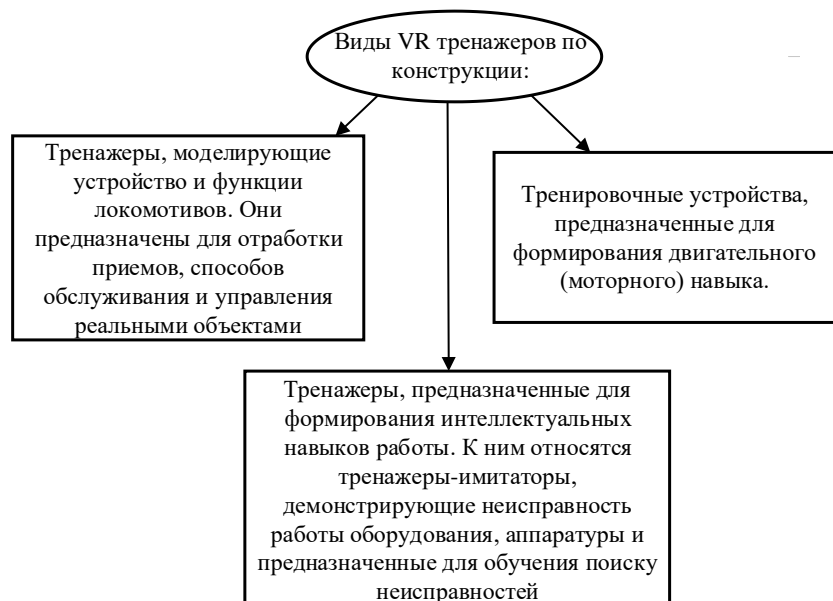 Виды VR тренажеров по
конструкции:
Тренажеры, моделирующие
устройство и функции
локомотивов. Они
предназначены для отработки
приемов, способов
обслуживания и управления
реальными объектами
Тренировочные устройства,
предназначенные для
формирования двигательного
(моторного) навыка.
Тренажеры, предназначенные для
формирования интеллектуальных
навыков работы. К ним относятся
тренажеры-имитаторы,
демонстрирующие неисправность
работы оборудования, аппаратуры и
предназначенные для обучения поиску
неисправностей